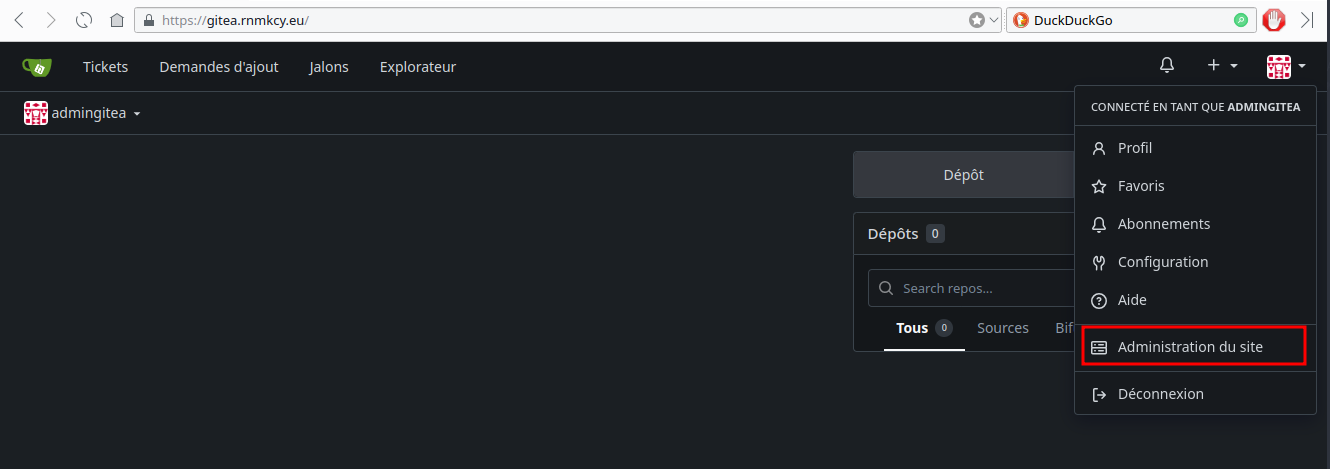 https://gitea.rnmkcy.eu/
DuckDuckGo
Tickets Demandes d'ajout Jalons Explorateur
admingitea
CONNECTÉ EN TANT QUE ADMINGITEA
Profil
Favoris
Abonnements
Configuration
Aide
Administration du site
Déconnexion
Dépôt
Dépôts 0
Search repos...
Tous 0 Sources Bif